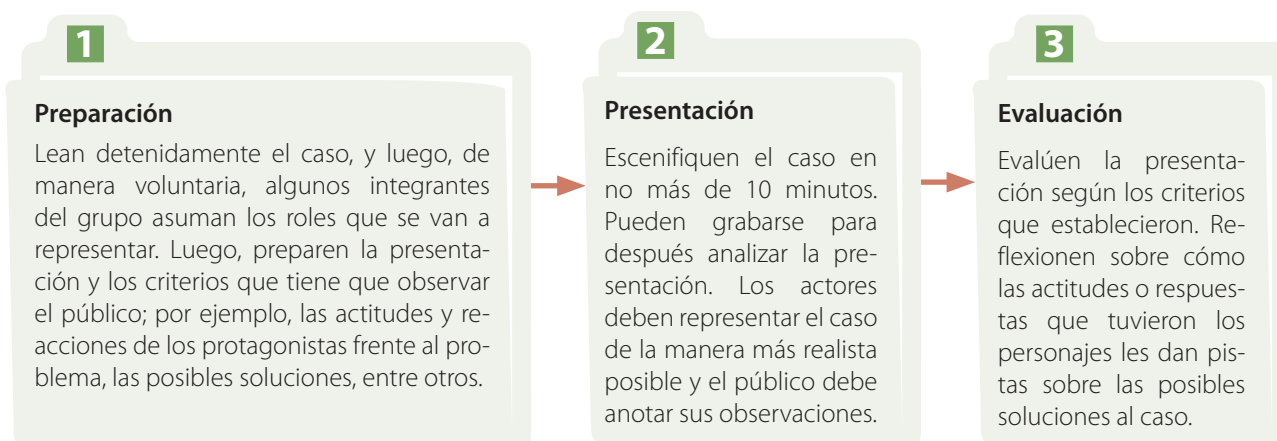 1
Preparación
Lean detenidamente el caso, y luego, de
manera voluntaria, algunos integrantes
del grupo asuman los roles que se van a
representar. Luego, preparen la presenta-
ción y los criterios que tiene que observar
el público; por ejemplo, las actitudes y re-
acciones de los protagonistas frente al pro-
blema, las posibles soluciones, entre otros.
2
Presentación
Escenifiquen el caso en
no más de 10 minutos.
Pueden grabarse para
después analizar la pre-
sentación. Los actores
deben representar el caso
de la manera más realista
posible y el público debe
anotar sus observaciones.
3
Evaluación
Evalúen la presenta-
ción según los criterios
que establecieron. Re-
flexionen sobre cómo
las actitudes o respues-
tas que tuvieron los
personajes les dan pis-
tas sobre las posibles
soluciones al caso.